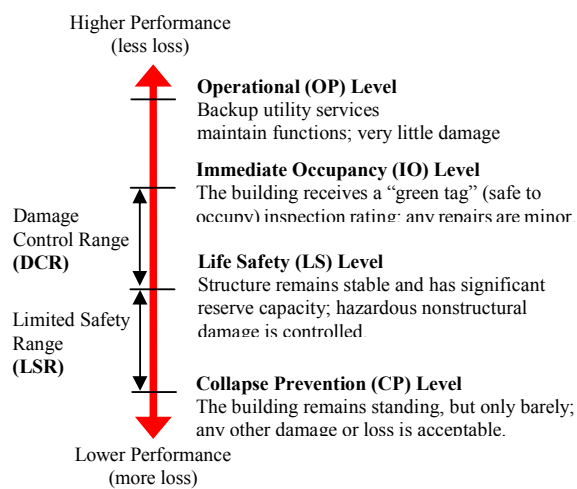 Higher Performance
(less loss)
Operational (OP) Level
Backup utility services
maintain functions; very little damage
Immediate Occupancy (IO) Level
The building receives a “green tag” (safe to
occupy) inspection rating; any repairs are minor.
Damage
Control Range
(DCR)
Life Safety (LS) Level
Structure remains stable and has significant
reserve capacity; hazardous nonstructural
damage is controlled.
Limited Safety
Range
(LSR)
Collapse Prevention (CP) Level
The building remains standing, but only barely;
any other damage or loss is acceptable.
Lower Performance
(more loss)